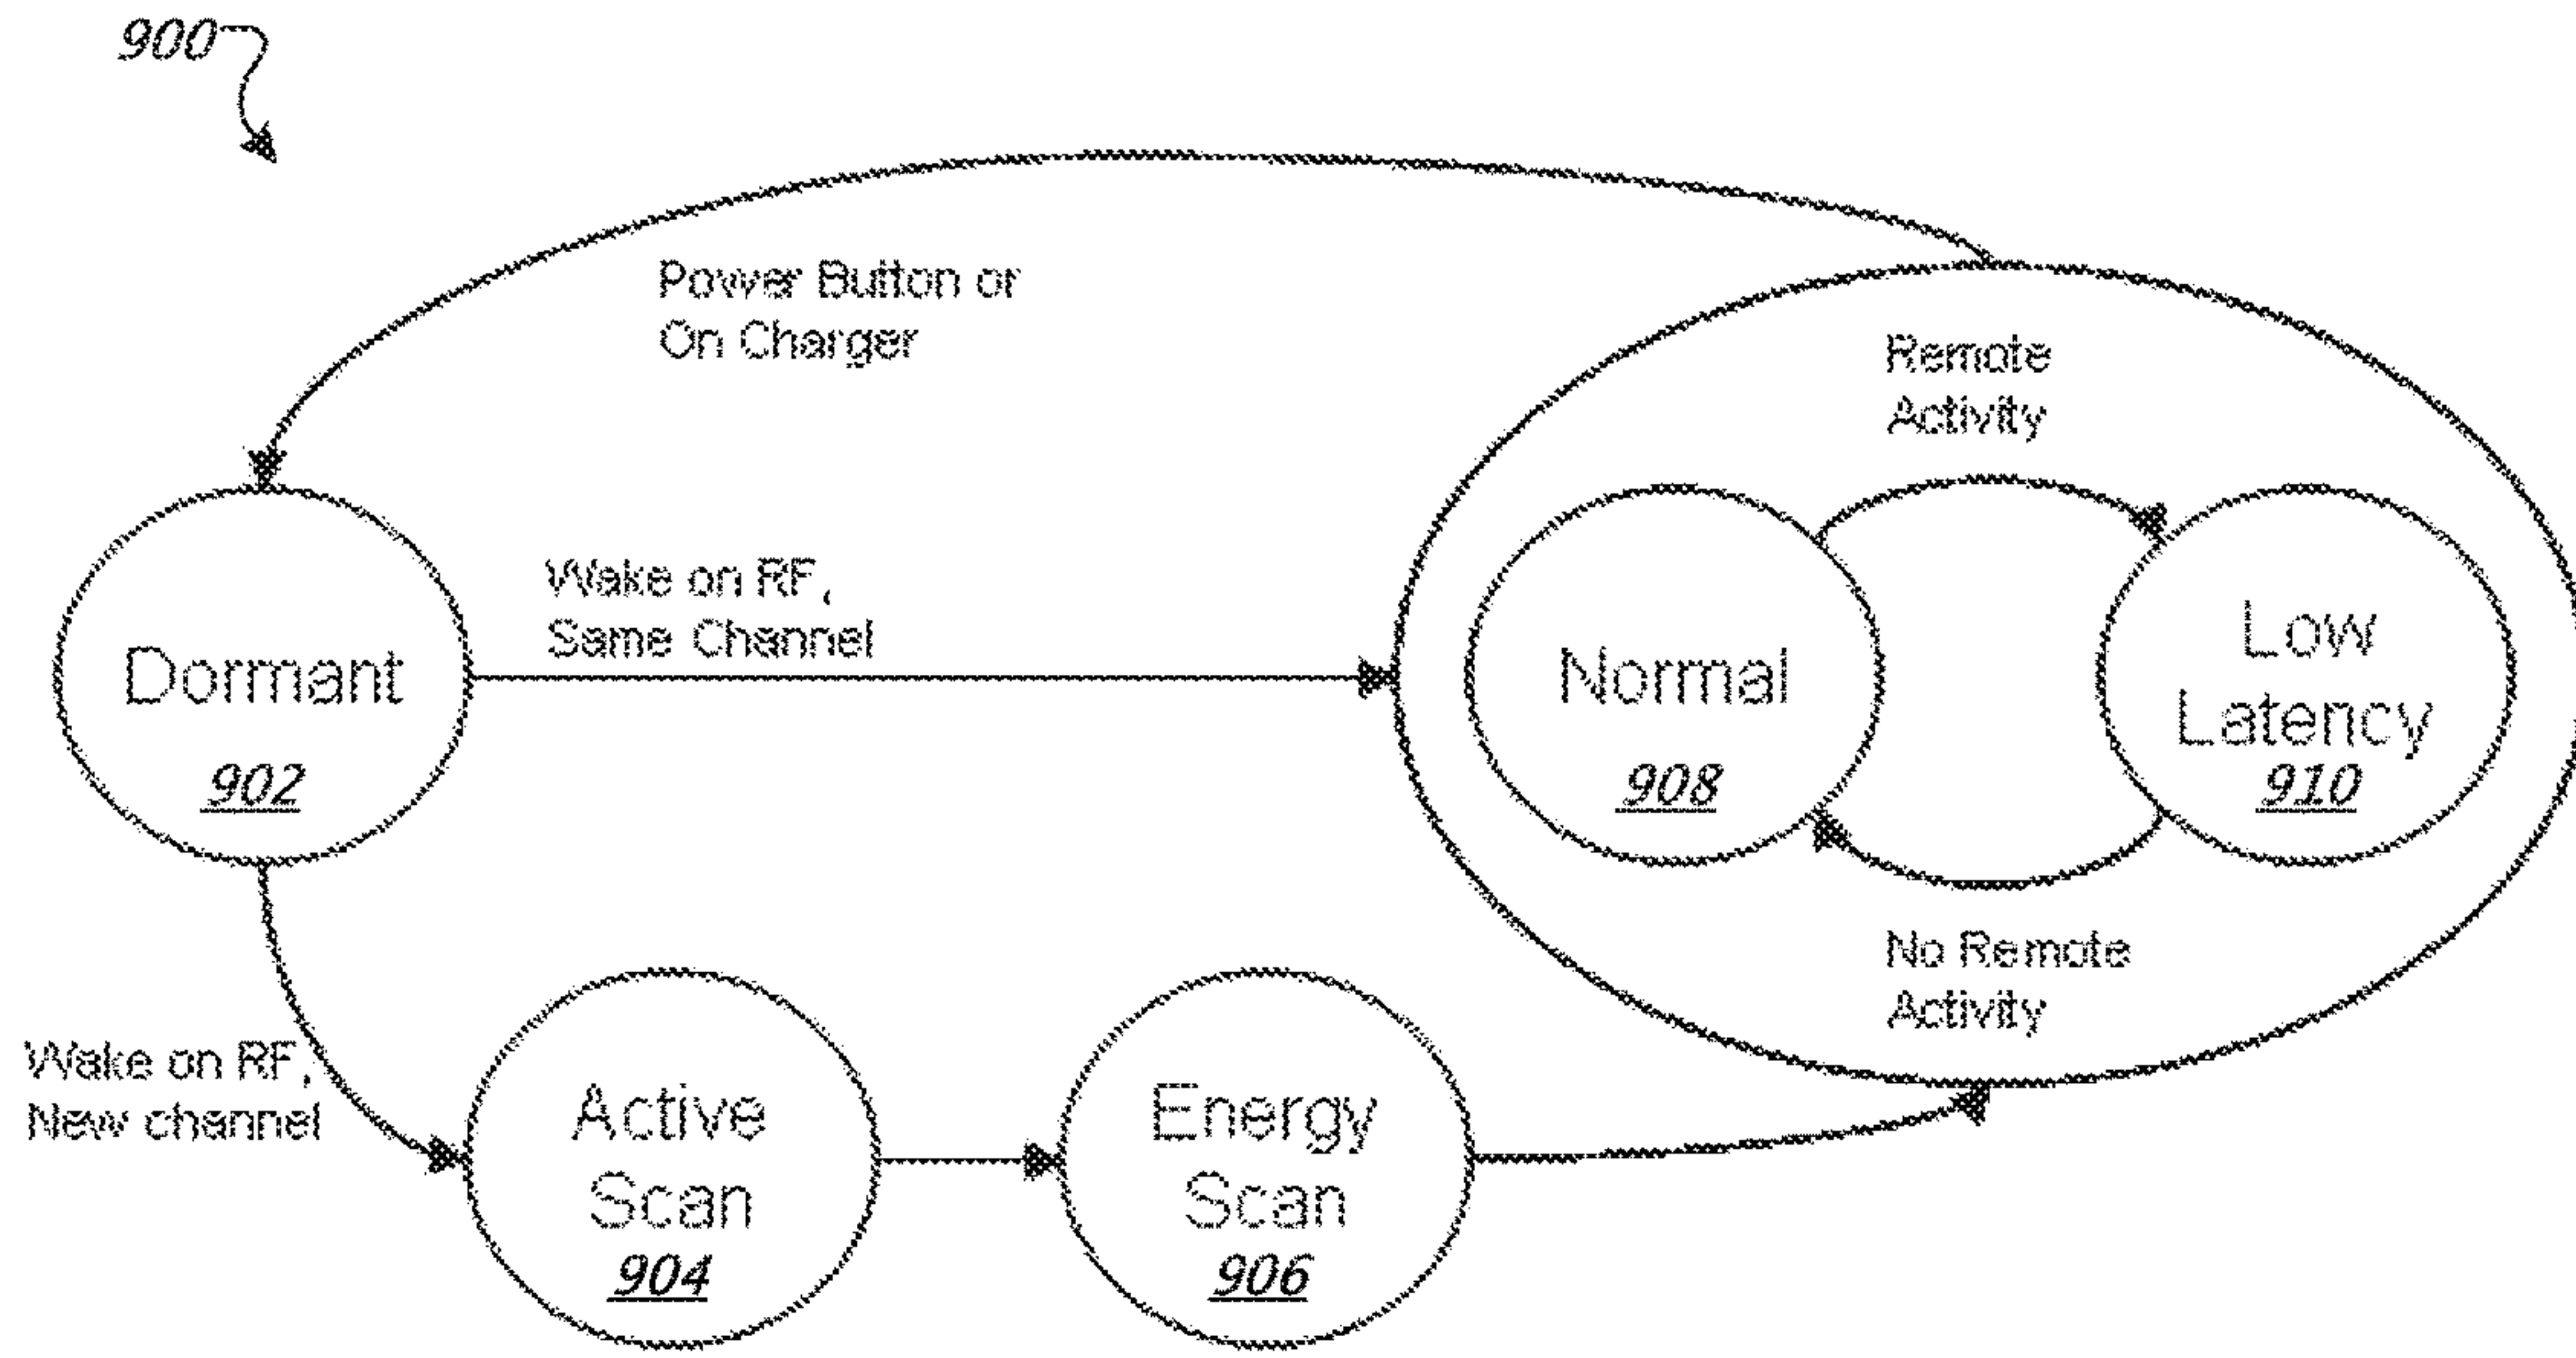 900
Power Button or
On Charger
Remote
Activity
Wake on RF,
Same Channel
Dormant
902
Normal
908
Low
Latency
910
No Remote
Activity
Wake on RF,
New channel
Active
Scan
904
Energy
Scan
906